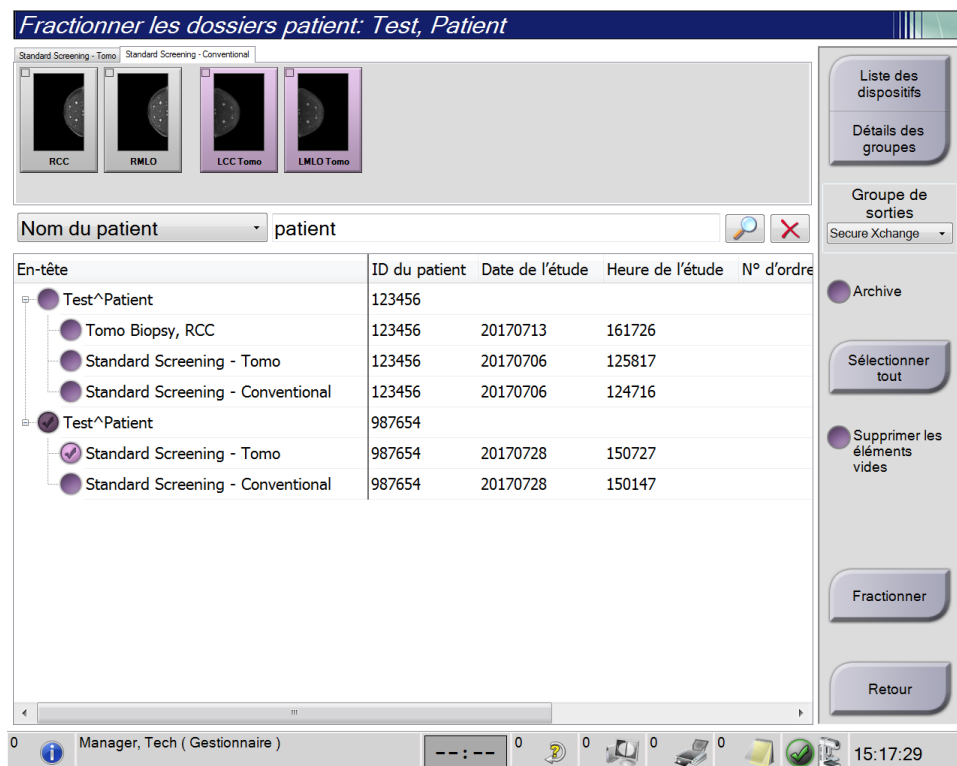 Fractionner les dossiers patient: Test, Patient
Standard Screening - Tomo Standard Screening - Conventional
RCC RMLO LCC Tomo LMLO Tomo
Nom du patient patient
En-tête ID du patient Date de l'étude Heure de l'étude N° d'ordre
Test^Patient 123456
Tomo Biopsy, RCC 123456 20170713 161726
Standard Screening - Tomo 123456 20170706 125817
Standard Screening - Conventional 123456 20170706 124716
Test^Patient 987654
Standard Screening - Tomo 987654 20170728 150727
Standard Screening - Conventional 987654 20170728 150147
Liste des
dispositifs
Détails des
groupes
Groupe de
sorties
Secure Xchange
Archive
Sélectionner
tout
Supprimer les
éléments
vides
Fractionner
Retour
0 Manager, Tech ( Gestionnaire ) --:-- 0 0 0 0 15:17:29